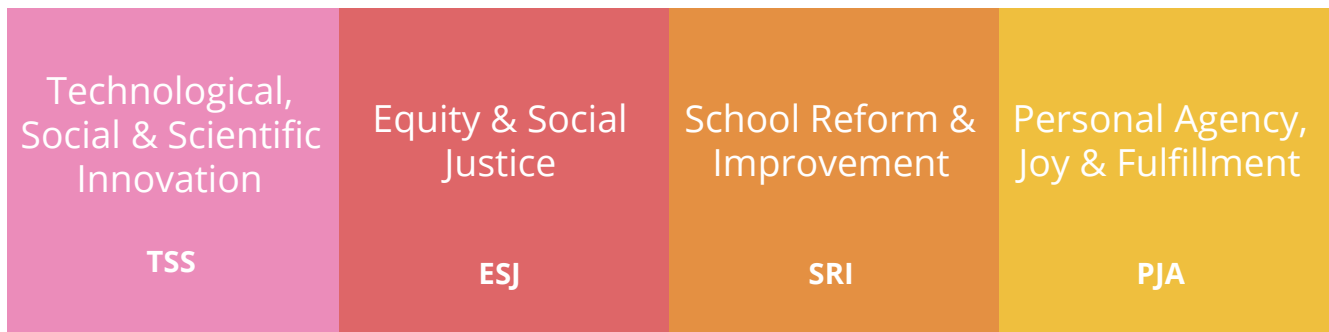 Technological,
Social & Scientific
Innovation
TSS
Equity & Social
Justice
ESJ
School Reform &
Improvement
SRI
Personal Agency,
Joy & Fulfillment
PJA